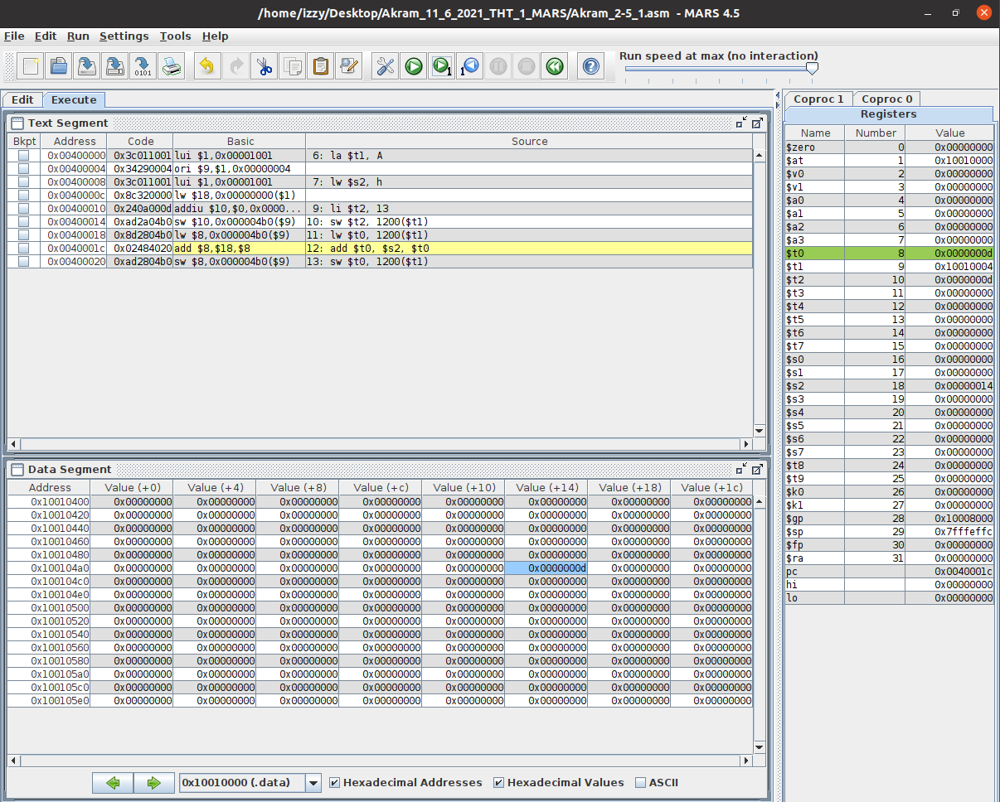 /home/izzy/Desktop/Akram_11_6_2021_THT_1_MARS/Akram_2-5_1.asm - MARS 4.5
File Edit Run Settings Tools Help
Run speed at max (no interaction)
0101 1 1
Edit Execute
Text Segment
Bkpt Address Code Basic Source
0x00400000 0x3c011001 lui $1,0x00001001 6: la $t1, A
0x00400004 0x34290004 ori $9,$1,0x00000004
0x00400008 0x3c011001 lui $1,0x00001001 7: lw $s2, h
0x0040000c 0x8c320000 lw $18,0x00000000($1)
0x00400010 0x240a000d addiu $10,$0,0x0000... 9: li $t2, 13
0x00400014 0xad2a04b0 sw $10,0x000004b0($9) 10: sw $t2, 1200($t1)
0x00400018 0x8d2804b0 lw $8,0x000004b0($9) 11: lw $t0, 1200($t1)
0x0040001c 0x02484020 add $8,$18,$8 12: add $t0, $s2, $t0
0x00400020 0xad2804b0 sw $8,0x000004b0($9) 13: sw $t0, 1200($t1)
Data Segment
Address Value (+0) Value (+4) Value (+8) Value (+c) Value (+10) Value (+14) Value (+18) Value (+1c)
0x10010400 0x00000000 0x00000000 0x00000000 0x00000000 0x00000000 0x00000000 0x00000000 0x00000000
0x10010420 0x00000000 0x00000000 0x00000000 0x00000000 0x00000000 0x00000000 0x00000000 0x00000000
0x10010440 0x00000000 0x00000000 0x00000000 0x00000000 0x00000000 0x00000000 0x00000000 0x00000000
0x10010460 0x00000000 0x00000000 0x00000000 0x00000000 0x00000000 0x00000000 0x00000000 0x00000000
0x10010480 0x00000000 0x00000000 0x00000000 0x00000000 0x00000000 0x00000000 0x00000000 0x00000000
0x100104a0 0x00000000 0x00000000 0x00000000 0x00000000 0x00000000 0x0000000d 0x00000000 0x00000000
0x100104c0 0x00000000 0x00000000 0x00000000 0x00000000 0x00000000 0x00000000 0x00000000 0x00000000
0x100104e0 0x00000000 0x00000000 0x00000000 0x00000000 0x00000000 0x00000000 0x00000000 0x00000000
0x10010500 0x00000000 0x00000000 0x00000000 0x00000000 0x00000000 0x00000000 0x00000000 0x00000000
0x10010520 0x00000000 0x00000000 0x00000000 0x00000000 0x00000000 0x00000000 0x00000000 0x00000000
0x10010540 0x00000000 0x00000000 0x00000000 0x00000000 0x00000000 0x00000000 0x00000000 0x00000000
0x10010560 0x00000000 0x00000000 0x00000000 0x00000000 0x00000000 0x00000000 0x00000000 0x00000000
0x10010580 0x00000000 0x00000000 0x00000000 0x00000000 0x00000000 0x00000000 0x00000000 0x00000000
0x100105a0 0x00000000 0x00000000 0x00000000 0x00000000 0x00000000 0x00000000 0x00000000 0x00000000
0x100105c0 0x00000000 0x00000000 0x00000000 0x00000000 0x00000000 0x00000000 0x00000000 0x00000000
0x100105e0 0x00000000 0x00000000 0x00000000 0x00000000 0x00000000 0x00000000 0x00000000 0x00000000
0x10010000 (.data) Hexadecimal Addresses Hexadecimal Values ASCII
Coproc 1 Coproc 0
Registers
Name Number Value
$zero 0 0x00000000
$at 1 0x10010000
$v0 2 0x00000000
$v1 3 0x00000000
$a0 4 0x00000000
$a1 5 0x00000000
$a2 6 0x00000000
$a3 7 0x00000000
$t0 8 0x0000000d
$t1 9 0x10010004
$t2 10 0x0000000d
$t3 11 0x00000000
$t4 12 0x00000000
$t5 13 0x00000000
$t6 14 0x00000000
$t7 15 0x00000000
$s0 16 0x00000000
$s1 17 0x00000000
$s2 18 0x00000014
$s3 19 0x00000000
$s4 20 0x00000000
$s5 21 0x00000000
$s6 22 0x00000000
$s7 23 0x00000000
$t8 24 0x00000000
$t9 25 0x00000000
$k0 26 0x00000000
$k1 27 0x00000000
$gp 28 0x10008000
$sp 29 0x7fffeffc
$fp 30 0x00000000
$ra 31 0x00000000
pc 0x0040001c
hi 0x00000000
lo 0x00000000